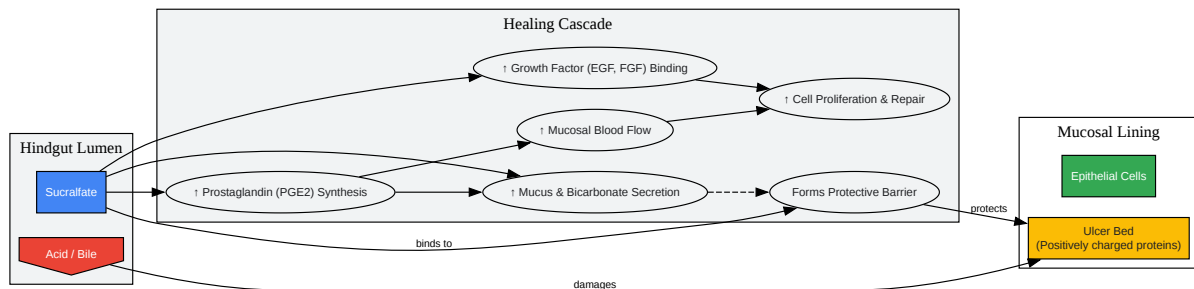 Healing Cascade
↑ Growth Factor (EGF, FGF) Binding
↑ Cell Proliferation & Repair
↑ Mucosal Blood Flow
Hindgut Lumen
Mucosal Lining
Sucralfate
↑ Prostaglandin (PGE2) Synthesis
↑ Mucus & Bicarbonate Secretion
Forms Protective Barrier
Epithelial Cells
protects
Ulcer Bed
(Positively charged proteins)
binds to
Acid / Bile
damages